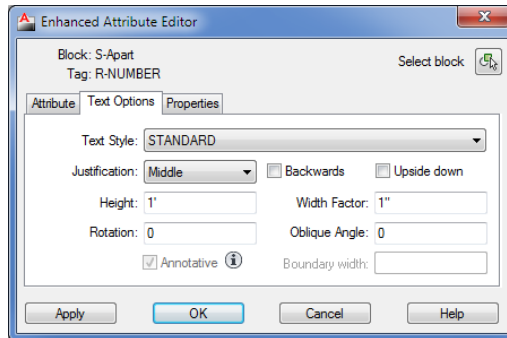 Enhanced Attribute Editor
Block: S-Apart
Tag: R-NUMBER
Select block
Attribute Text Options Properties
Text Style: STANDARD
Justification: Middle Backwards Upside down
Height: 1' Width Factor: 1"
Rotation: 0 Oblique Angle: 0
Annotative i Boundary width:
Apply OK Cancel Help